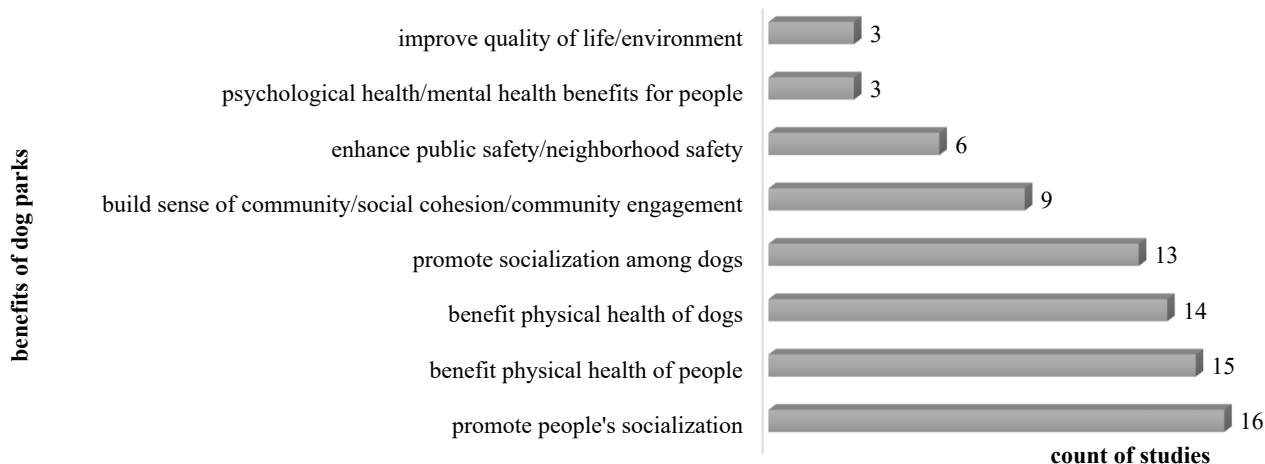 benefits of dog parks
improve quality of life/environment 3
psychological health/mental health benefits for people 3
enhance public safety/neighborhood safety 6
build sense of community/social cohesion/community engagement 9
promote socialization among dogs 13
benefit physical health of dogs 14
benefit physical health of people 15
promote people's socialization 16
count of studies